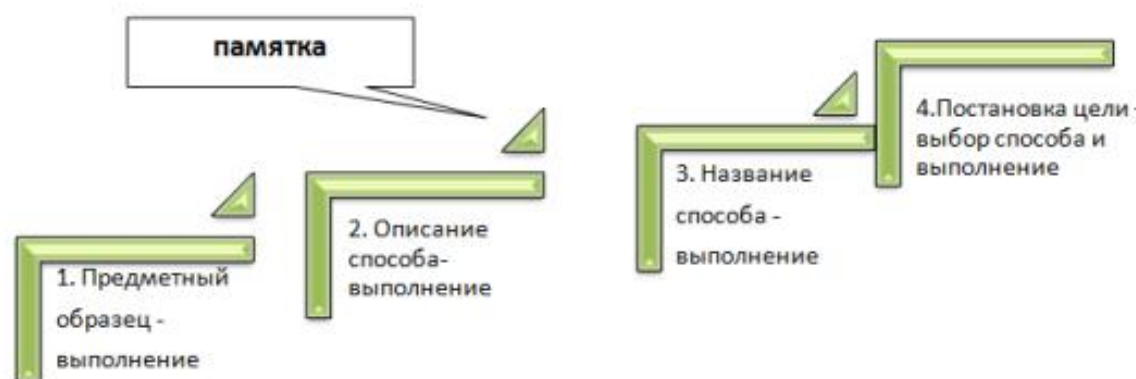 памятка
1. Предметный
образец -
выполнение
2. Описание
способа-
выполнение
3. Название
способа -
выполнение
4.Постановка цели -
выбор способа и
выполнение